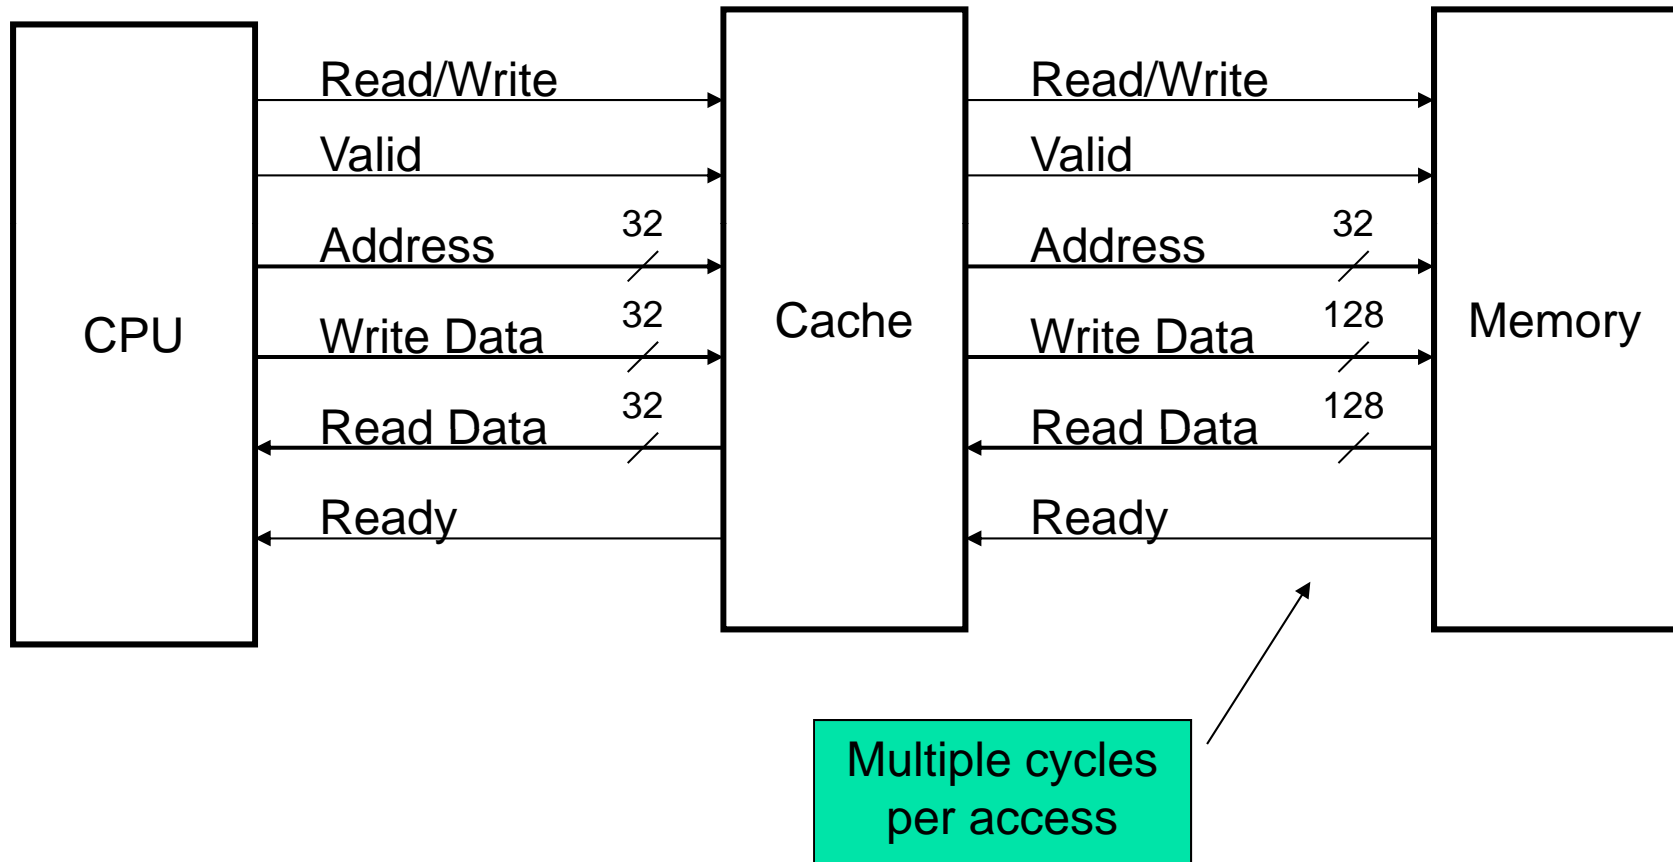 Read/Write
Read/Write
Valid
Valid
32
32
Address
Address
32
128
CPU
Write Data
Cache
Write Data
Memory
32
128
Read Data
Read Data
Ready
Ready
Multiple cycles
per access